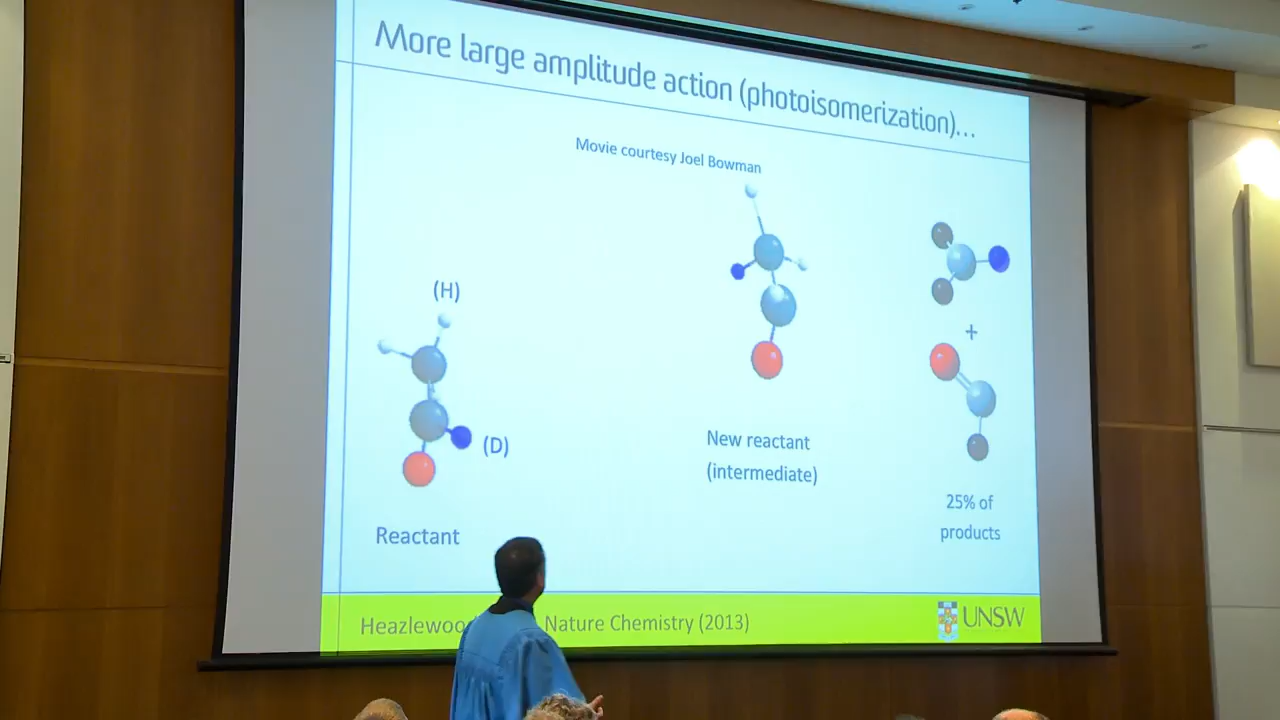 More large amplitude action (photoisomerization)...
Movie courtesy Joel Bowman
(H)
(D)
Reactant
New reactant
(intermediate)
+
25% of
products
Nature Chemistry (2013)
UNSW